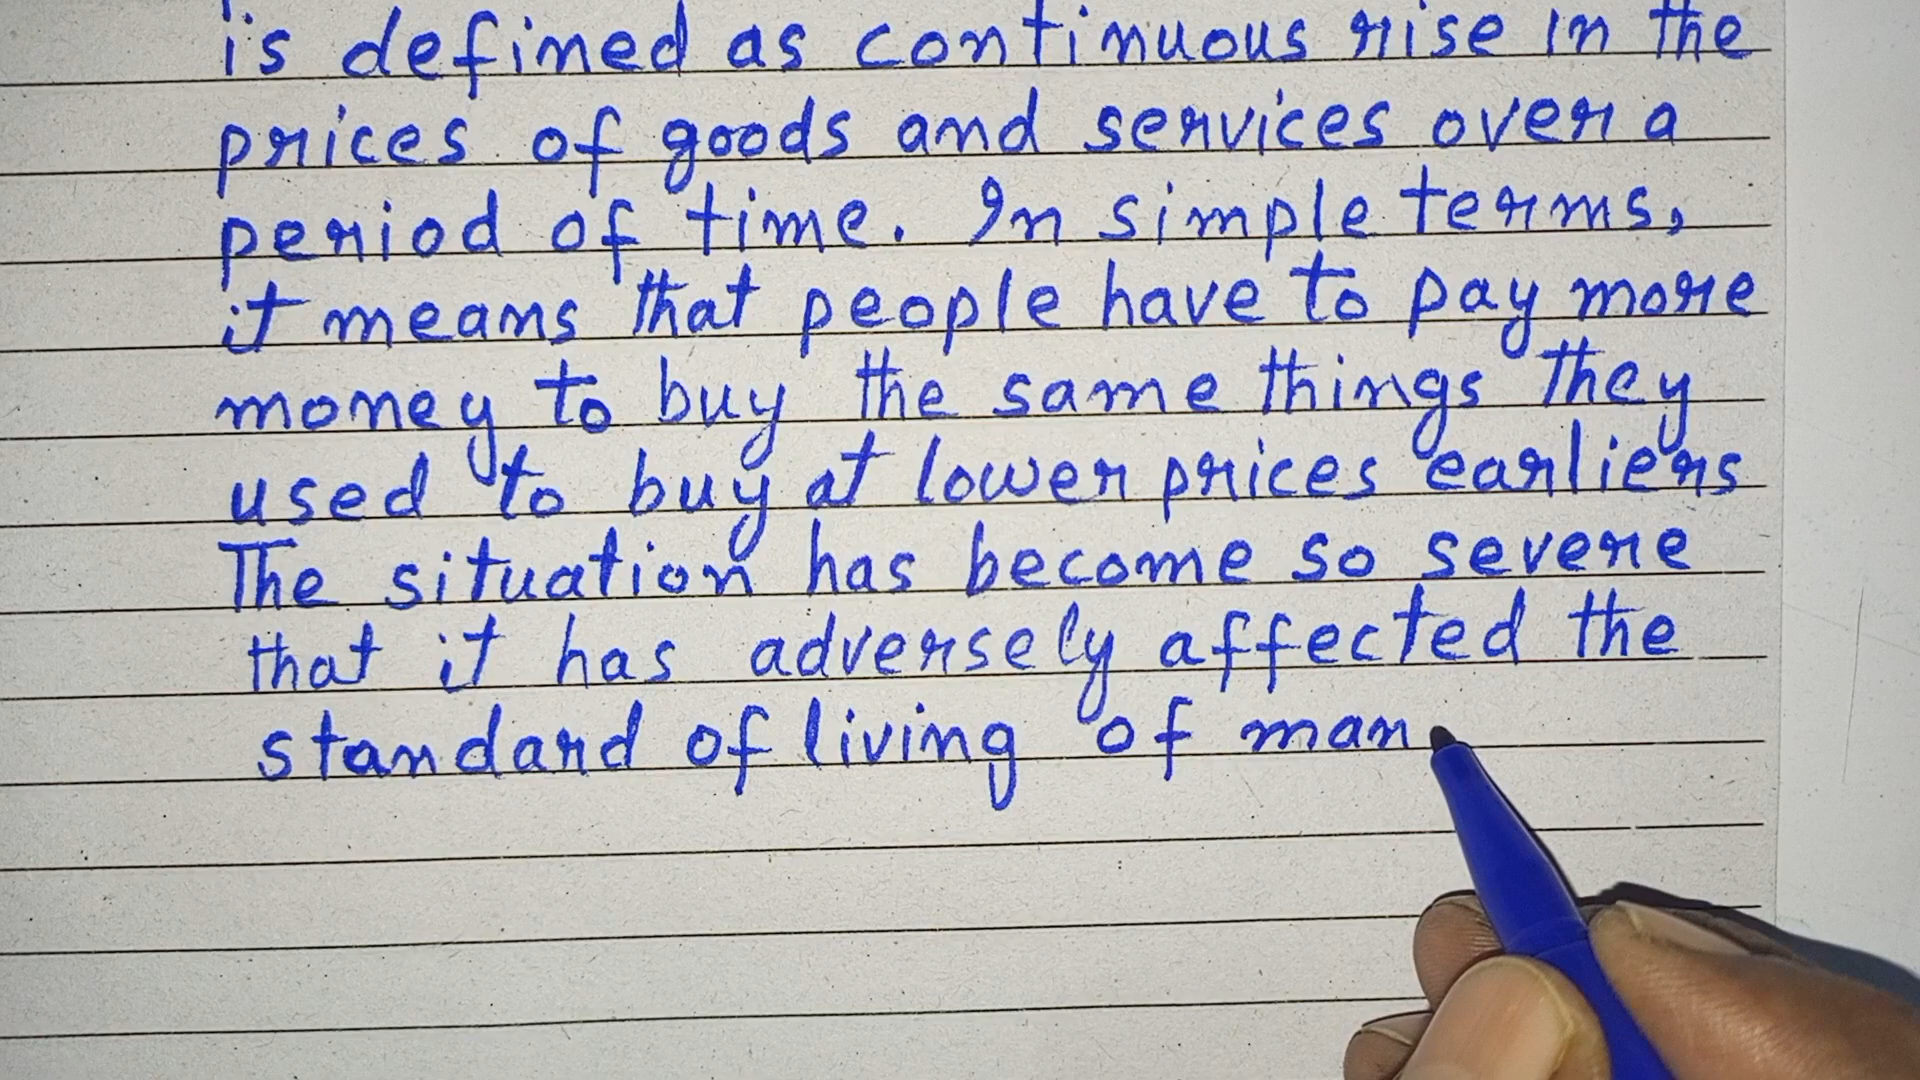 is defined as continuous rise in the
prices of goods and services over a
period of time. In simple terms,
it means that people have to pay more
money to buy the same things they
used to buy at lower prices earliers
The situation has become so severe
that it has adversely affected the
standard of living of man